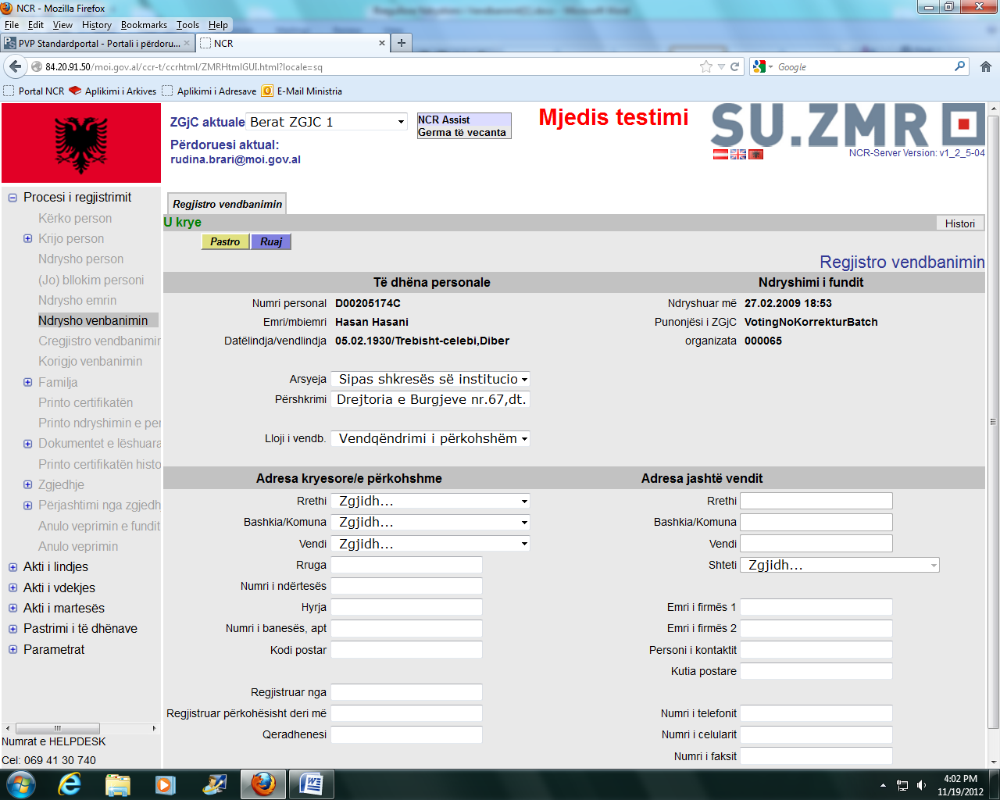 NCR - Mozilla Firefox
File Edit View History Bookmarks Tools Help
PVP Standardportal - Portali i përdoru... NCR
84.20.91.50/moi.gov.al/ccr-t/ccrhtml/ZMRHtmlGUI.html?locale=sq Google
Portal NCR Aplikimi i Arkives Aplikimi i Adresave E-Mail Ministria
ZGjC aktuale Berat ZGJC 1
NCR Assist
Germa të vecanta
Mjedis testimi
SU.ZMR
Përdoruesi aktual:
rudina.brari@moi.gov.al
NCR-Server Version: v1_2_5-04
Procesi i regjistrimit
Kërko person
Krijo person
Ndrysho person
(Jo) bllokim personi
Ndrysho emrin
Ndrysho venbanimin
Cregjistro vendbanimir
Korigjo venbanimin
Familja
Printo certifikatën
Printo ndryshimin e per
Dokumentet e lëshuara
Printo certifikatën histo
Zgjedhje
Përjashtimi nga zgjedh
Anulo veprimin e fundit
Anulo veprimin
Akti i lindjes
Akti i vdekjes
Akti i martesës
Pastrimi i të dhënave
Parametrat
Numrat e HELPDESK
Cel: 069 41 30 740
Regjistro vendbanimin
U krye
Histori
Pastro Ruaj
Regjistro vendbanimin
Të dhëna personale Ndryshimi i fundit
Numri personal D00205174C Ndryshuar më 27.02.2009 18:53
Emri/mbiemri Hasan Hasani Punonjësi i ZGjC VotingNoKorrekturBatch
Datëlindja/vendlindja 05.02.1930/Trebisht-celebi,Diber organizata 000065
Arsyeja Sipas shkresës së institucio
Përshkrimi Drejtoria e Burgjeve nr.67,dt.
Lloji i vendb. Vendqëndrimi i përkohshëm
Adresa kryesore/e përkohshme Adresa jashtë vendit
Rrethi Zgjidh... Rrethi
Bashkia/Komuna Zgjidh... Bashkia/Komuna
Vendi Zgjidh... Vendi
Rruga Shteti Zgjidh...
Numri i ndërtesës
Hyrja Emri i firmës 1
Numri i banesës, apt Emri i firmës 2
Kodi postar Personi i kontaktit
Kutia postare
Regjistruar nga
Regjistruar përkohësisht deri më Numri i telefonit
Qeradhenesi Numri i celularit
Numri i faksit
4:02 PM
11/19/2012